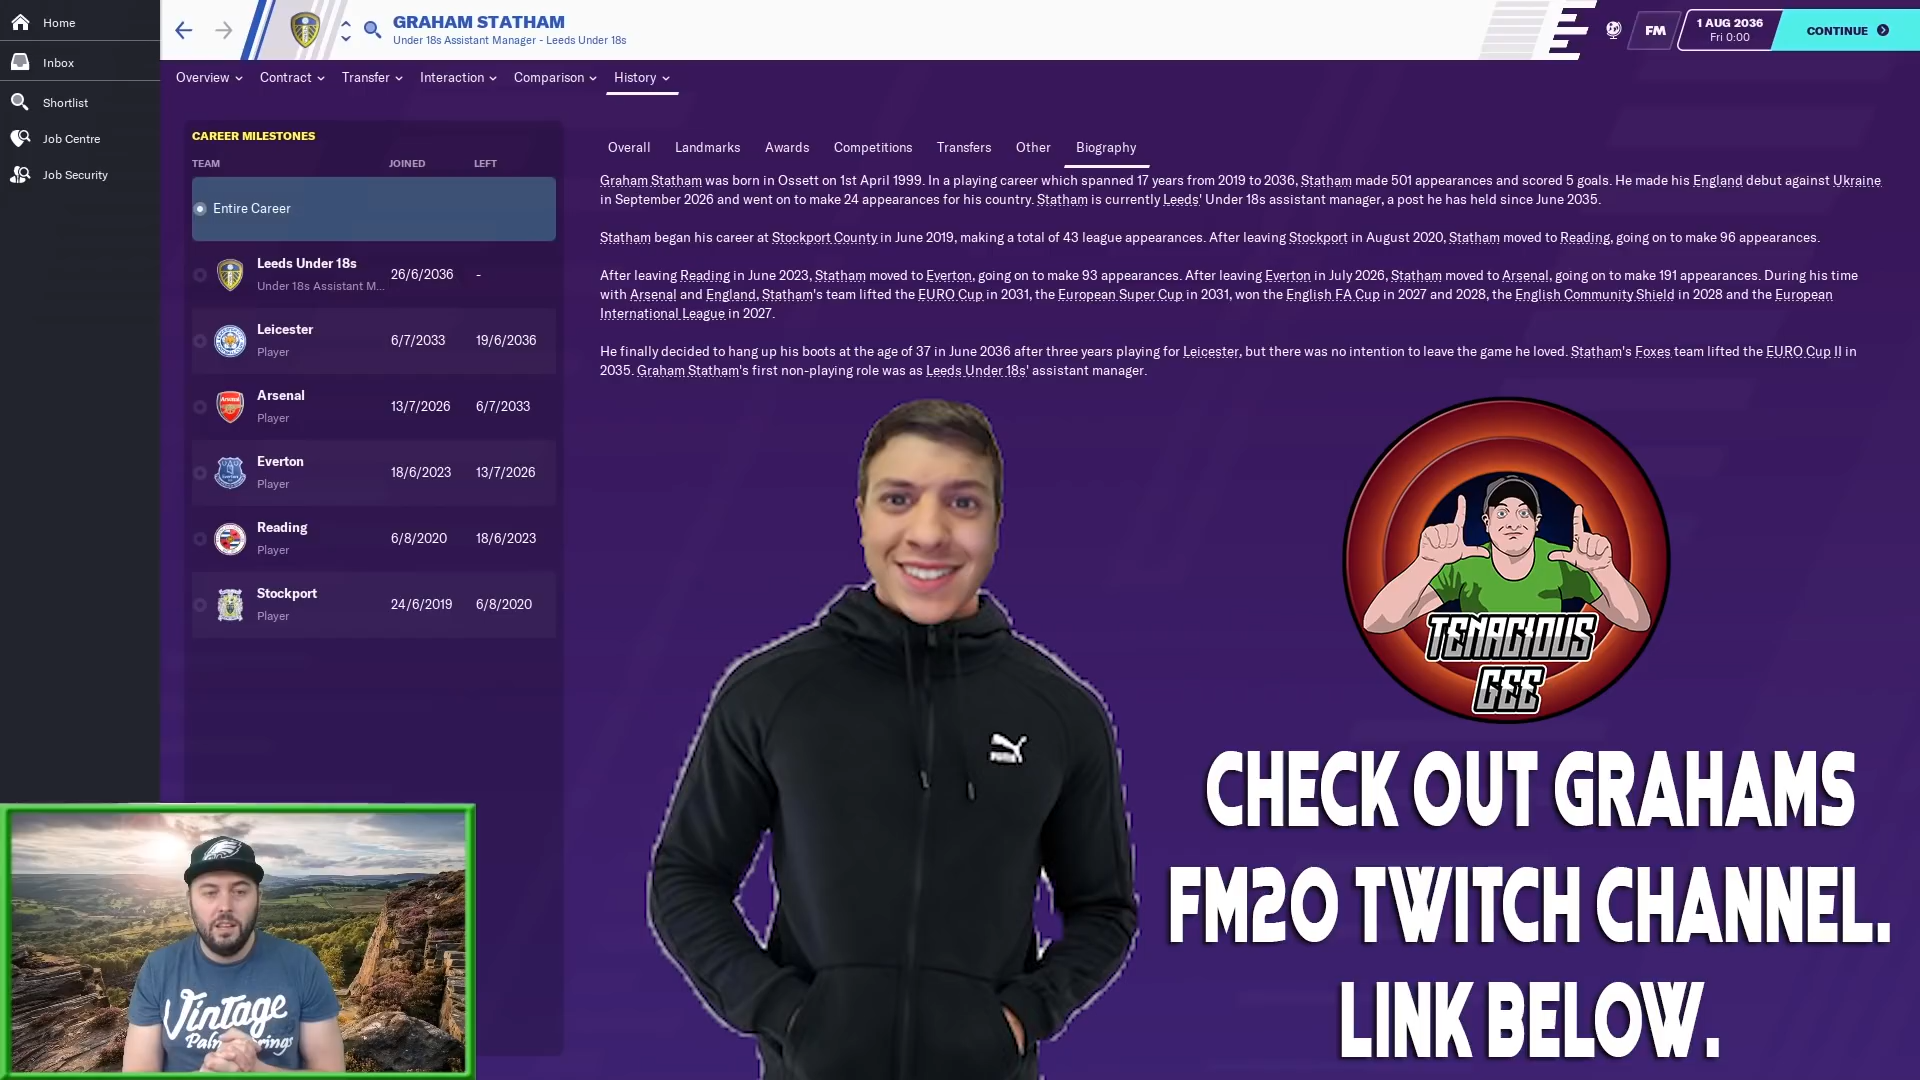 Home
Inbox
Shortlist
Job Centre
Job Security
GRAHAM STATHAM
Under 18s Assistant Manager - Leeds Under 18s
FM
1 AUG 2036
Fri 0:00
CONTINUE
Overview
Contract
Transfer
Interaction
Comparison
History
CAREER MILESTONES
TEAM JOINED LEFT
Entire Career
Leeds Under 18s
Under 18s Assistant M...
26/6/2036 -
Leicester
Player
6/7/2033 19/6/2036
Arsenal
Player
13/7/2026 6/7/2033
Everton
Player
18/6/2023 13/7/2026
Reading
Player
6/8/2020 18/6/2023
Stockport
Player
24/6/2019 6/8/2020
Overall Landmarks Awards Competitions Transfers Other Biography
Graham Statham was born in Ossett on 1st April 1999. In a playing career which spanned 17 years from 2019 to 2036, Statham made 501 appearances and scored 5 goals. He made his England debut against Ukraine
in September 2026 and went on to make 24 appearances for his country. Statham is currently Leeds' Under 18s assistant manager, a post he has held since June 2035.
Statham began his career at Stockport County in June 2019, making a total of 43 league appearances. After leaving Stockport in August 2020, Statham moved to Reading, going on to make 96 appearances.
After leaving Reading in June 2023, Statham moved to Everton, going on to make 93 appearances. After leaving Everton in July 2026, Statham moved to Arsenal, going on to make 191 appearances. During his time
with Arsenal and England, Statham's team lifted the EURO Cup in 2031, the European Super Cup in 2031, won the English FA Cup in 2027 and 2028, the English Community Shield in 2028 and the European
International League in 2027.
He finally decided to hang up his boots at the age of 37 in June 2036 after three years playing for Leicester, but there was no intention to leave the game he loved. Statham's Foxes team lifted the EURO Cup II in
2035. Graham Statham's first non-playing role was as Leeds Under 18s' assistant manager.
TENACIOUS
GEE
PUMA
CHECK OUT GRAHAMS
FM20 TWITCH CHANNEL.
LINK BELOW.
Vintage